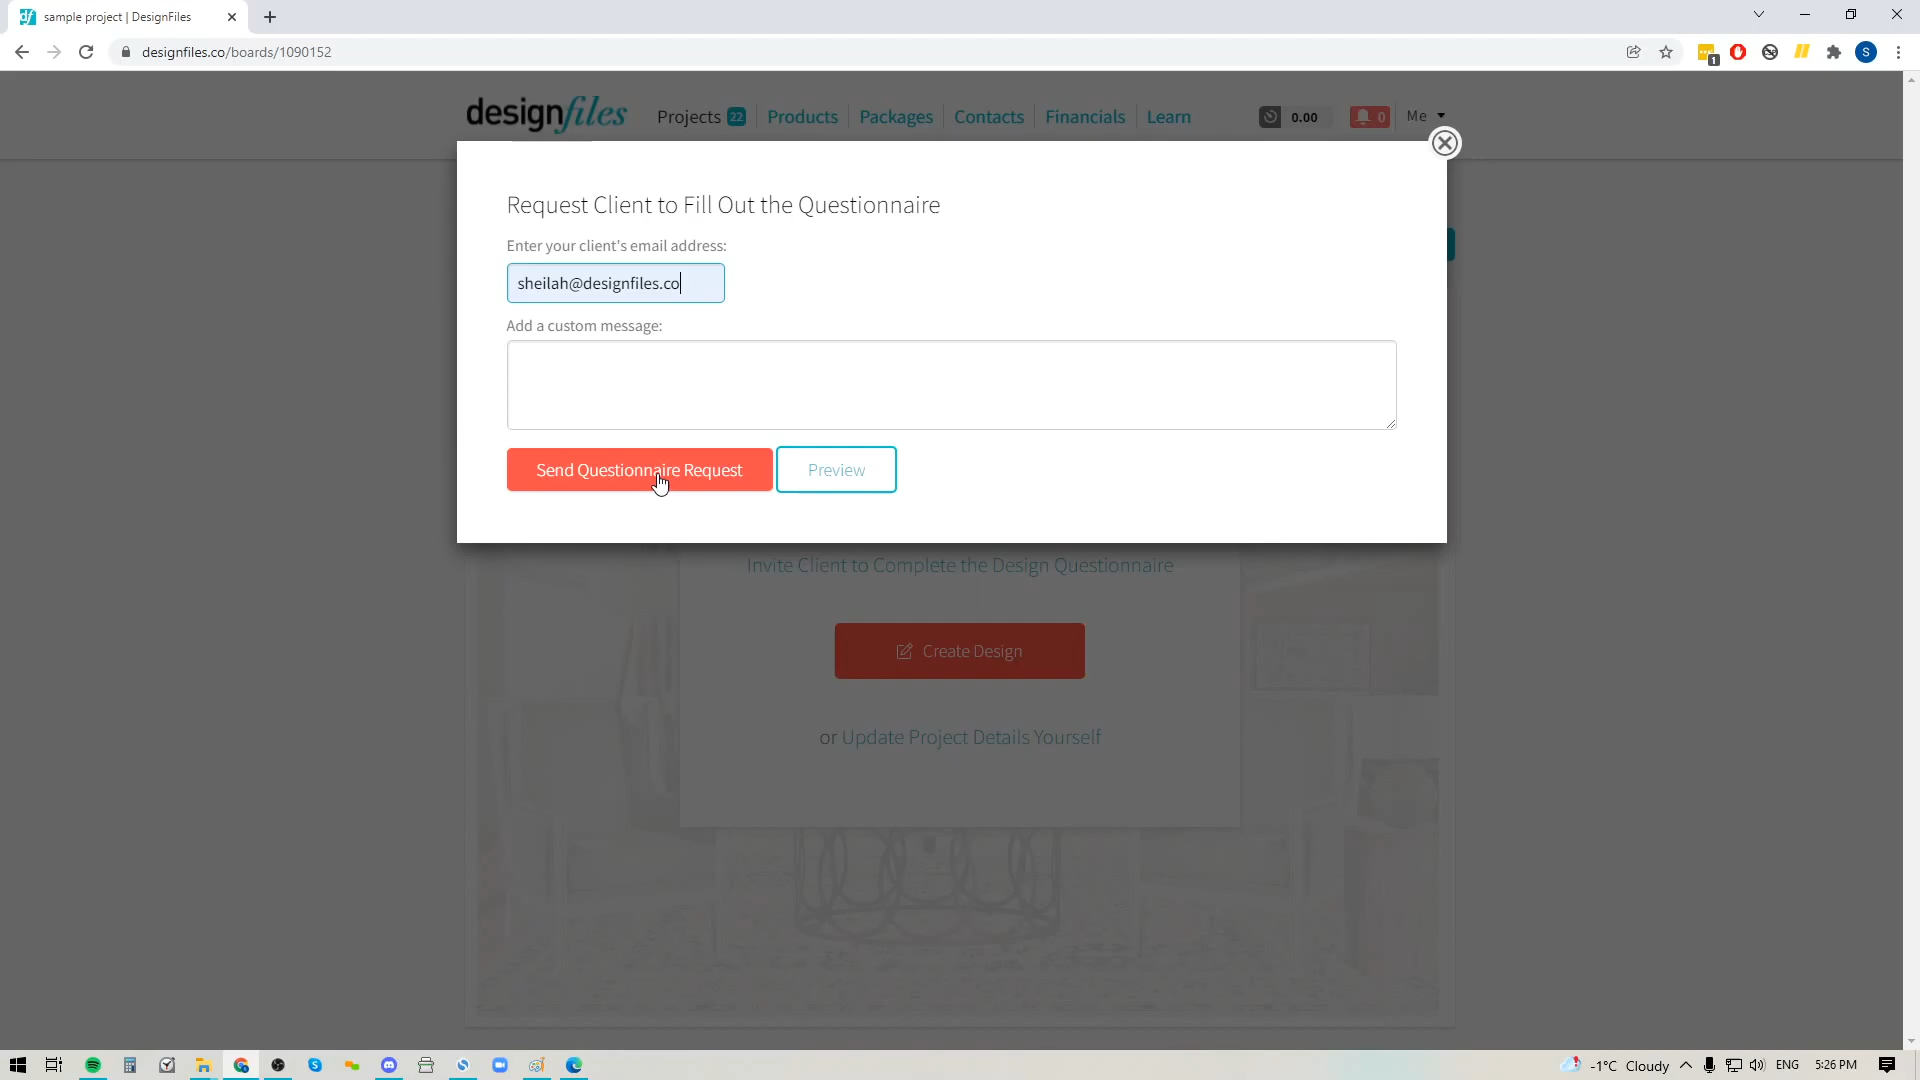 sample project | DesignFiles
designfiles.co/boards/1090152
1
S
designfiles
Projects 22
Products
Packages
Contacts
Financials
Learn
0.00
0
Me
Request Client to Fill Out the Questionnaire
Enter your client's email address:
sheilah@designfiles.co
Add a custom message:
Send Questionnaire Request
Preview
Invite Client to Complete the Design Questionnaire
Create Design
or Update Project Details Yourself
-1°C Cloudy
ENG
5:26 PM